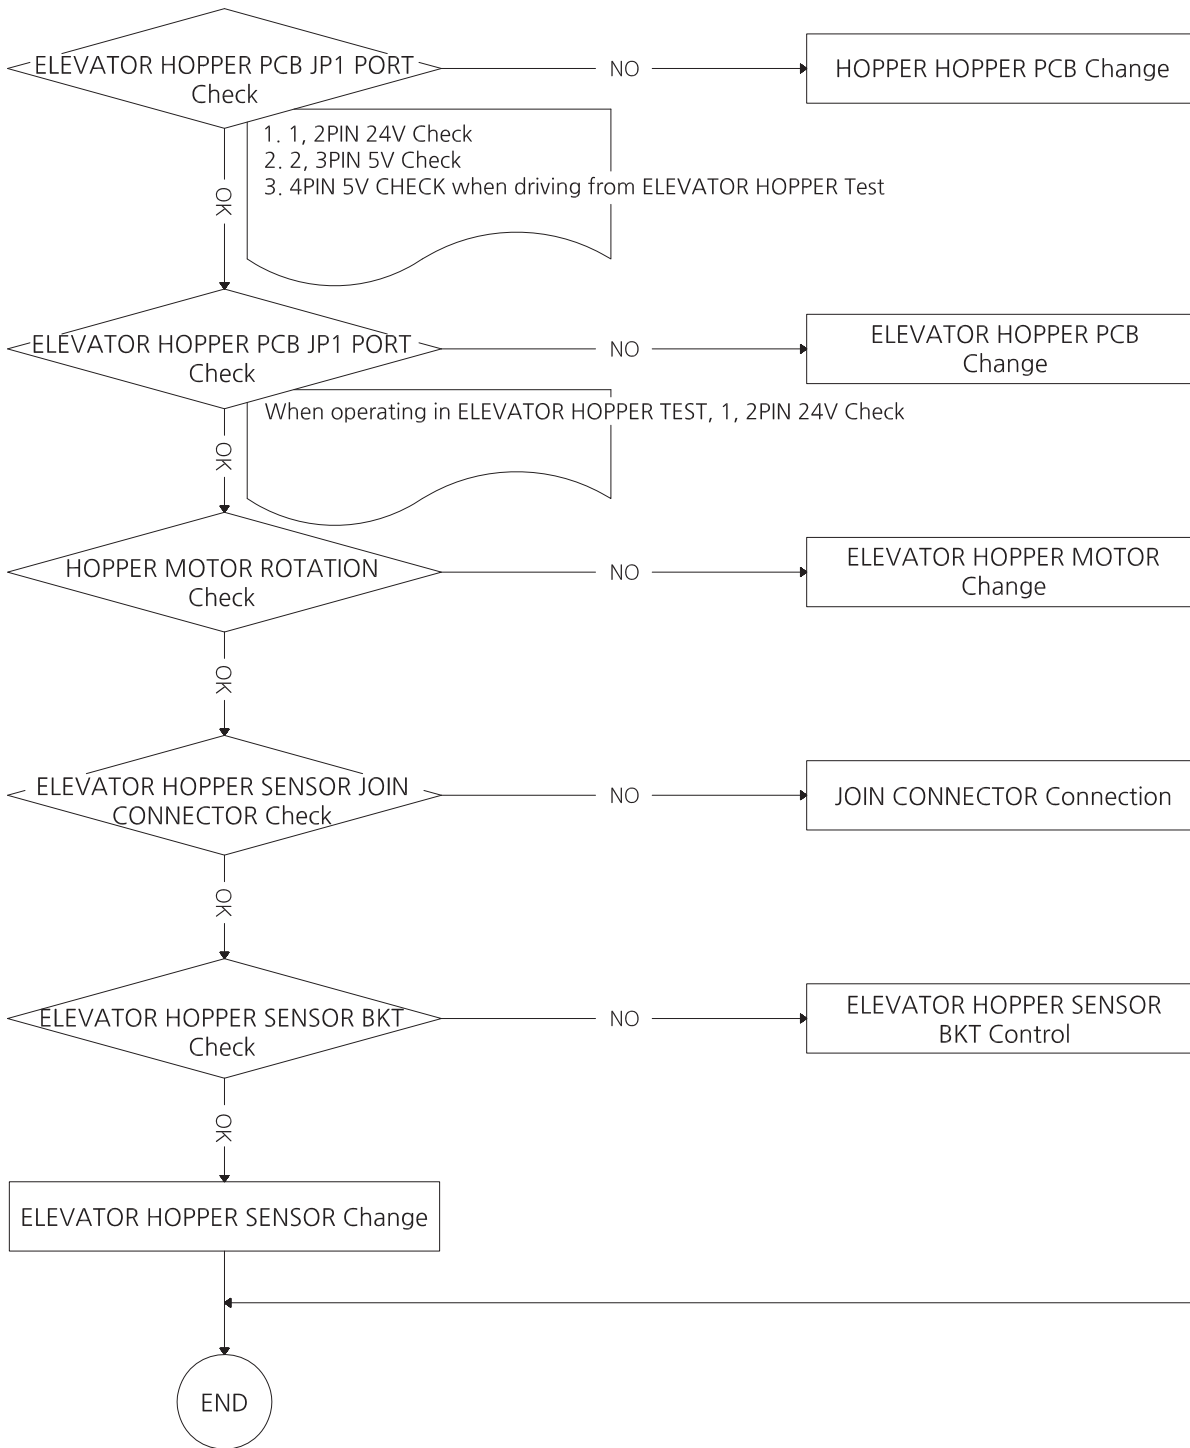 ELEVATOR HOPPER PCB JP1 PORT
Check
NO
HOPPER HOPPER PCB Change
1. 1, 2PIN 24V Check
2. 2, 3PIN 5V Check
3. 4PIN 5V CHECK when driving from ELEVATOR HOPPER Test
OK
ELEVATOR HOPPER PCB JP1 PORT
Check
NO
ELEVATOR HOPPER PCB
Change
When operating in ELEVATOR HOPPER TEST, 1, 2PIN 24V Check
OK
HOPPER MOTOR ROTATION
Check
NO
ELEVATOR HOPPER MOTOR
Change
OK
ELEVATOR HOPPER SENSOR JOIN
CONNECTOR Check
NO
JOIN CONNECTOR Connection
OK
ELEVATOR HOPPER SENSOR BKT
Check
NO
ELEVATOR HOPPER SENSOR
BKT Control
OK
ELEVATOR HOPPER SENSOR Change
END